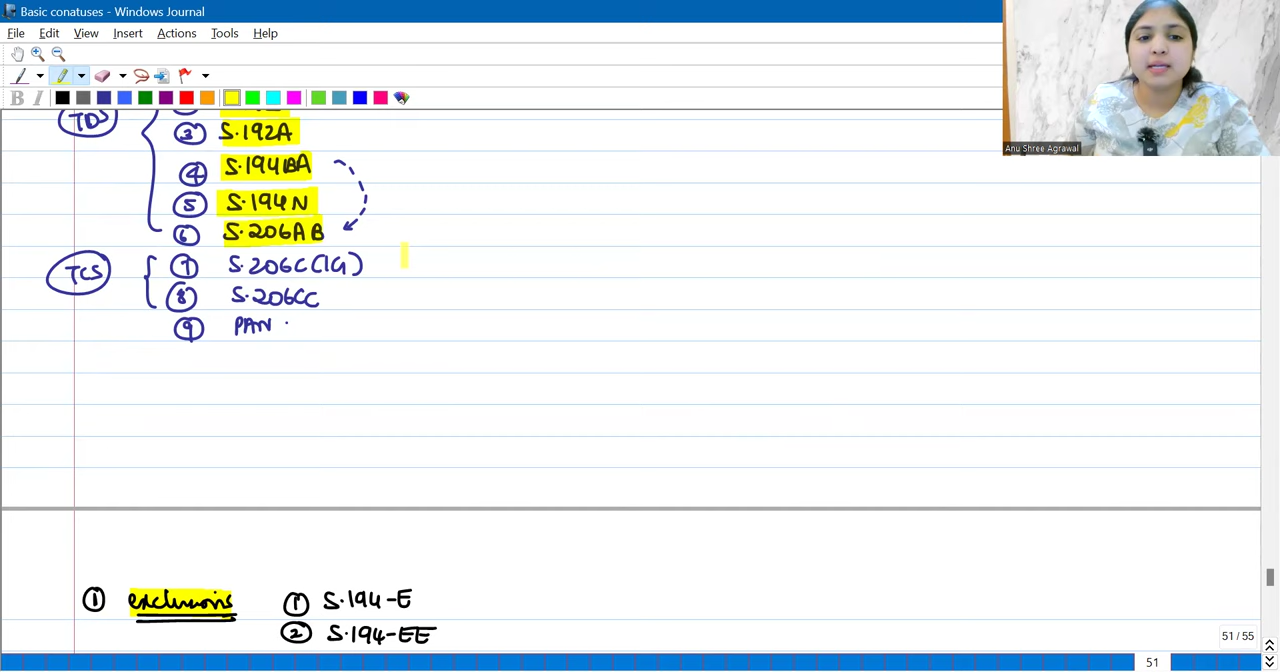 Basic conatuses - Windows Journal
File Edit View Insert Actions Tools Help
B I
Anu Shree Agrawal
TDS
③ S.192A
④ S.194BA
⑤ S.194N
⑥ S.206AB
TCS
⑦ S.206C(1G)
⑧ S.206CC
⑨ PAN
① exclusions ① S.194-E
② S.194-EE
51/55
51